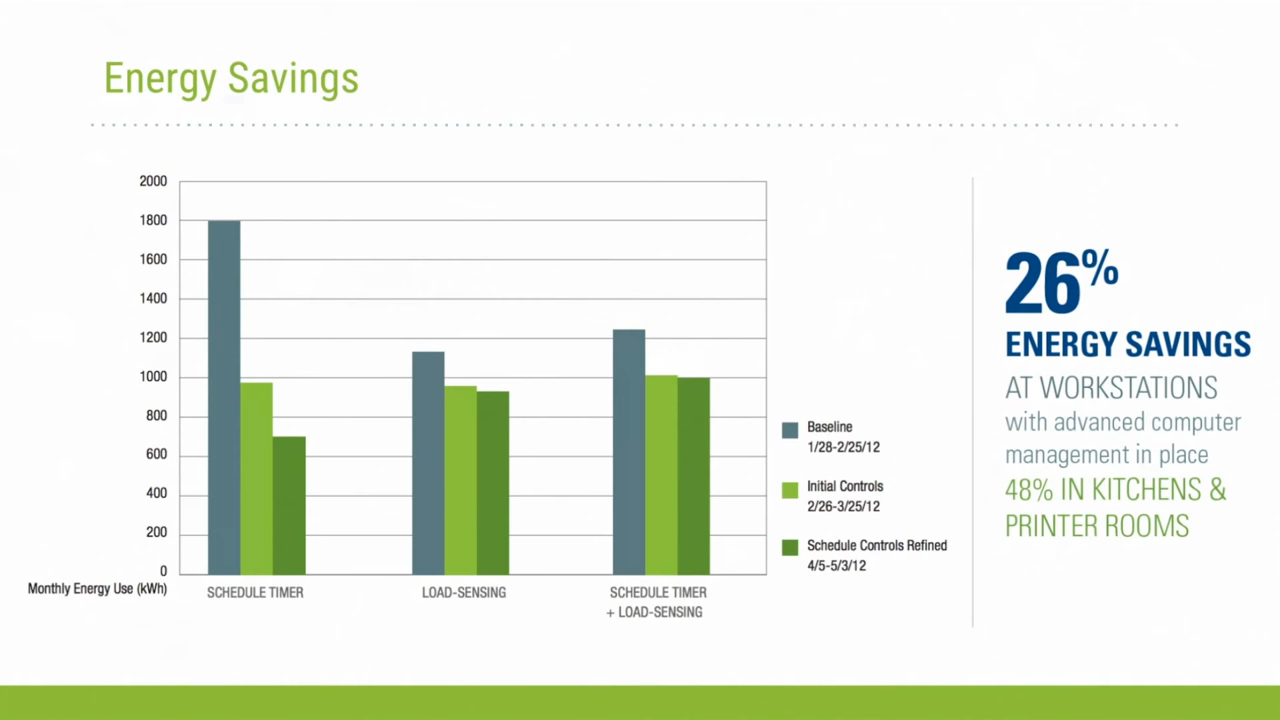 Energy Savings
2000
1800
1600
1400
1200
1000
800
600
400
200
0
Monthly Energy Use (kWh)
SCHEDULE TIMER
LOAD-SENSING
SCHEDULE TIMER
+ LOAD-SENSING
Baseline
1/28-2/25/12
Initial Controls
2/26-3/25/12
Schedule Controls Refined
4/5-5/3/12
26%
ENERGY SAVINGS
AT WORKSTATIONS
with advanced computer
management in place
48% IN KITCHENS &
PRINTER ROOMS